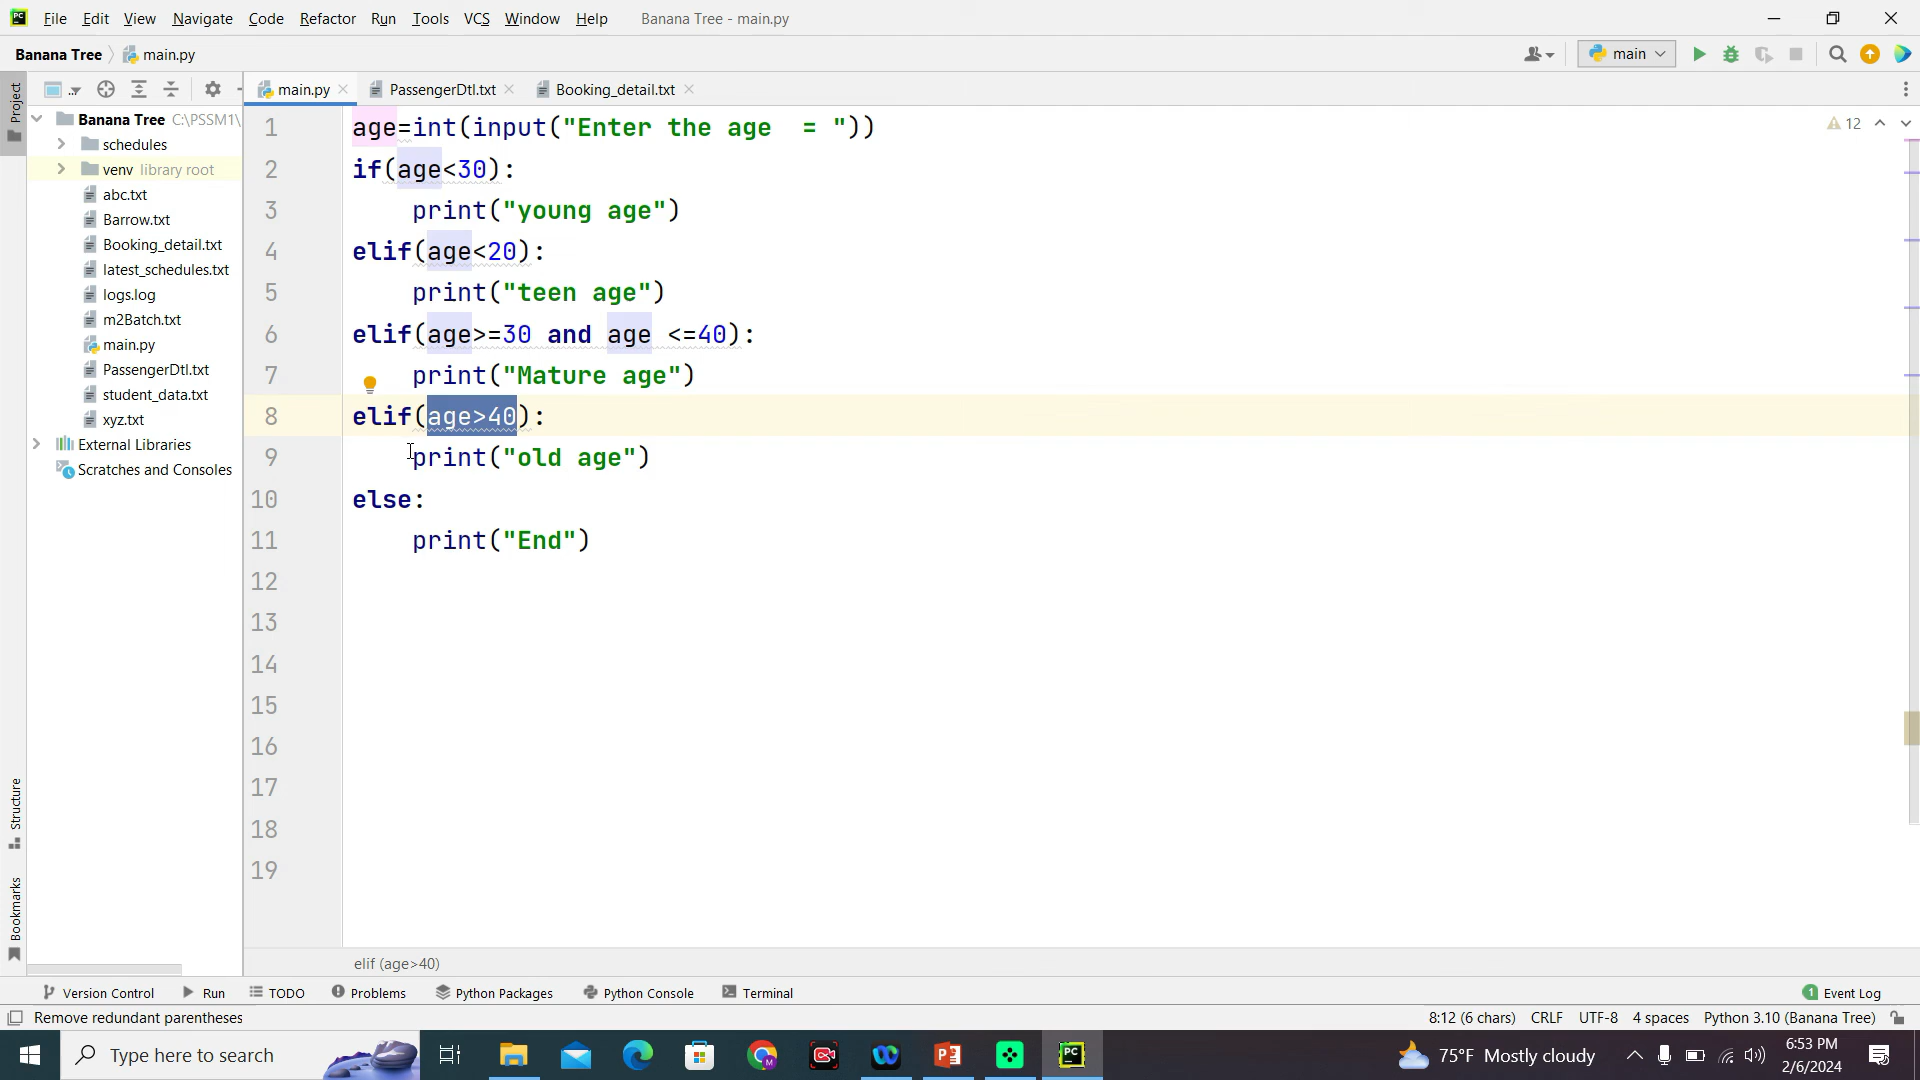 File Edit View Navigate Code Refactor Run Tools VCS Window Help Banana Tree - main.py
Banana Tree main.py main
main.py PassengerDtl.txt Booking_detail.txt
Project
Banana Tree C:\PSSM1\
schedules
venv library root
abc.txt
Barrow.txt
Booking_detail.txt
latest_schedules.txt
logs.log
m2Batch.txt
main.py
PassengerDtl.txt
student_data.txt
xyz.txt
External Libraries
Scratches and Consoles
Structure
Bookmarks
12
1 age=int(input("Enter the age  = "))
2 if(age<30):
3     print("young age")
4 elif(age<20):
5     print("teen age")
6 elif(age>=30 and age <=40):
7     print("Mature age")
8 elif(age>40):
9     print("old age")
10 else:
11     print("End")
12
13
14
15
16
17
18
19
elif (age>40)
Version Control Run TODO Problems Python Packages Python Console Terminal 1 Event Log
Remove redundant parentheses 8:12 (6 chars) CRLF UTF-8 4 spaces Python 3.10 (Banana Tree)
Type here to search 75°F Mostly cloudy 6:53 PM
2/6/2024